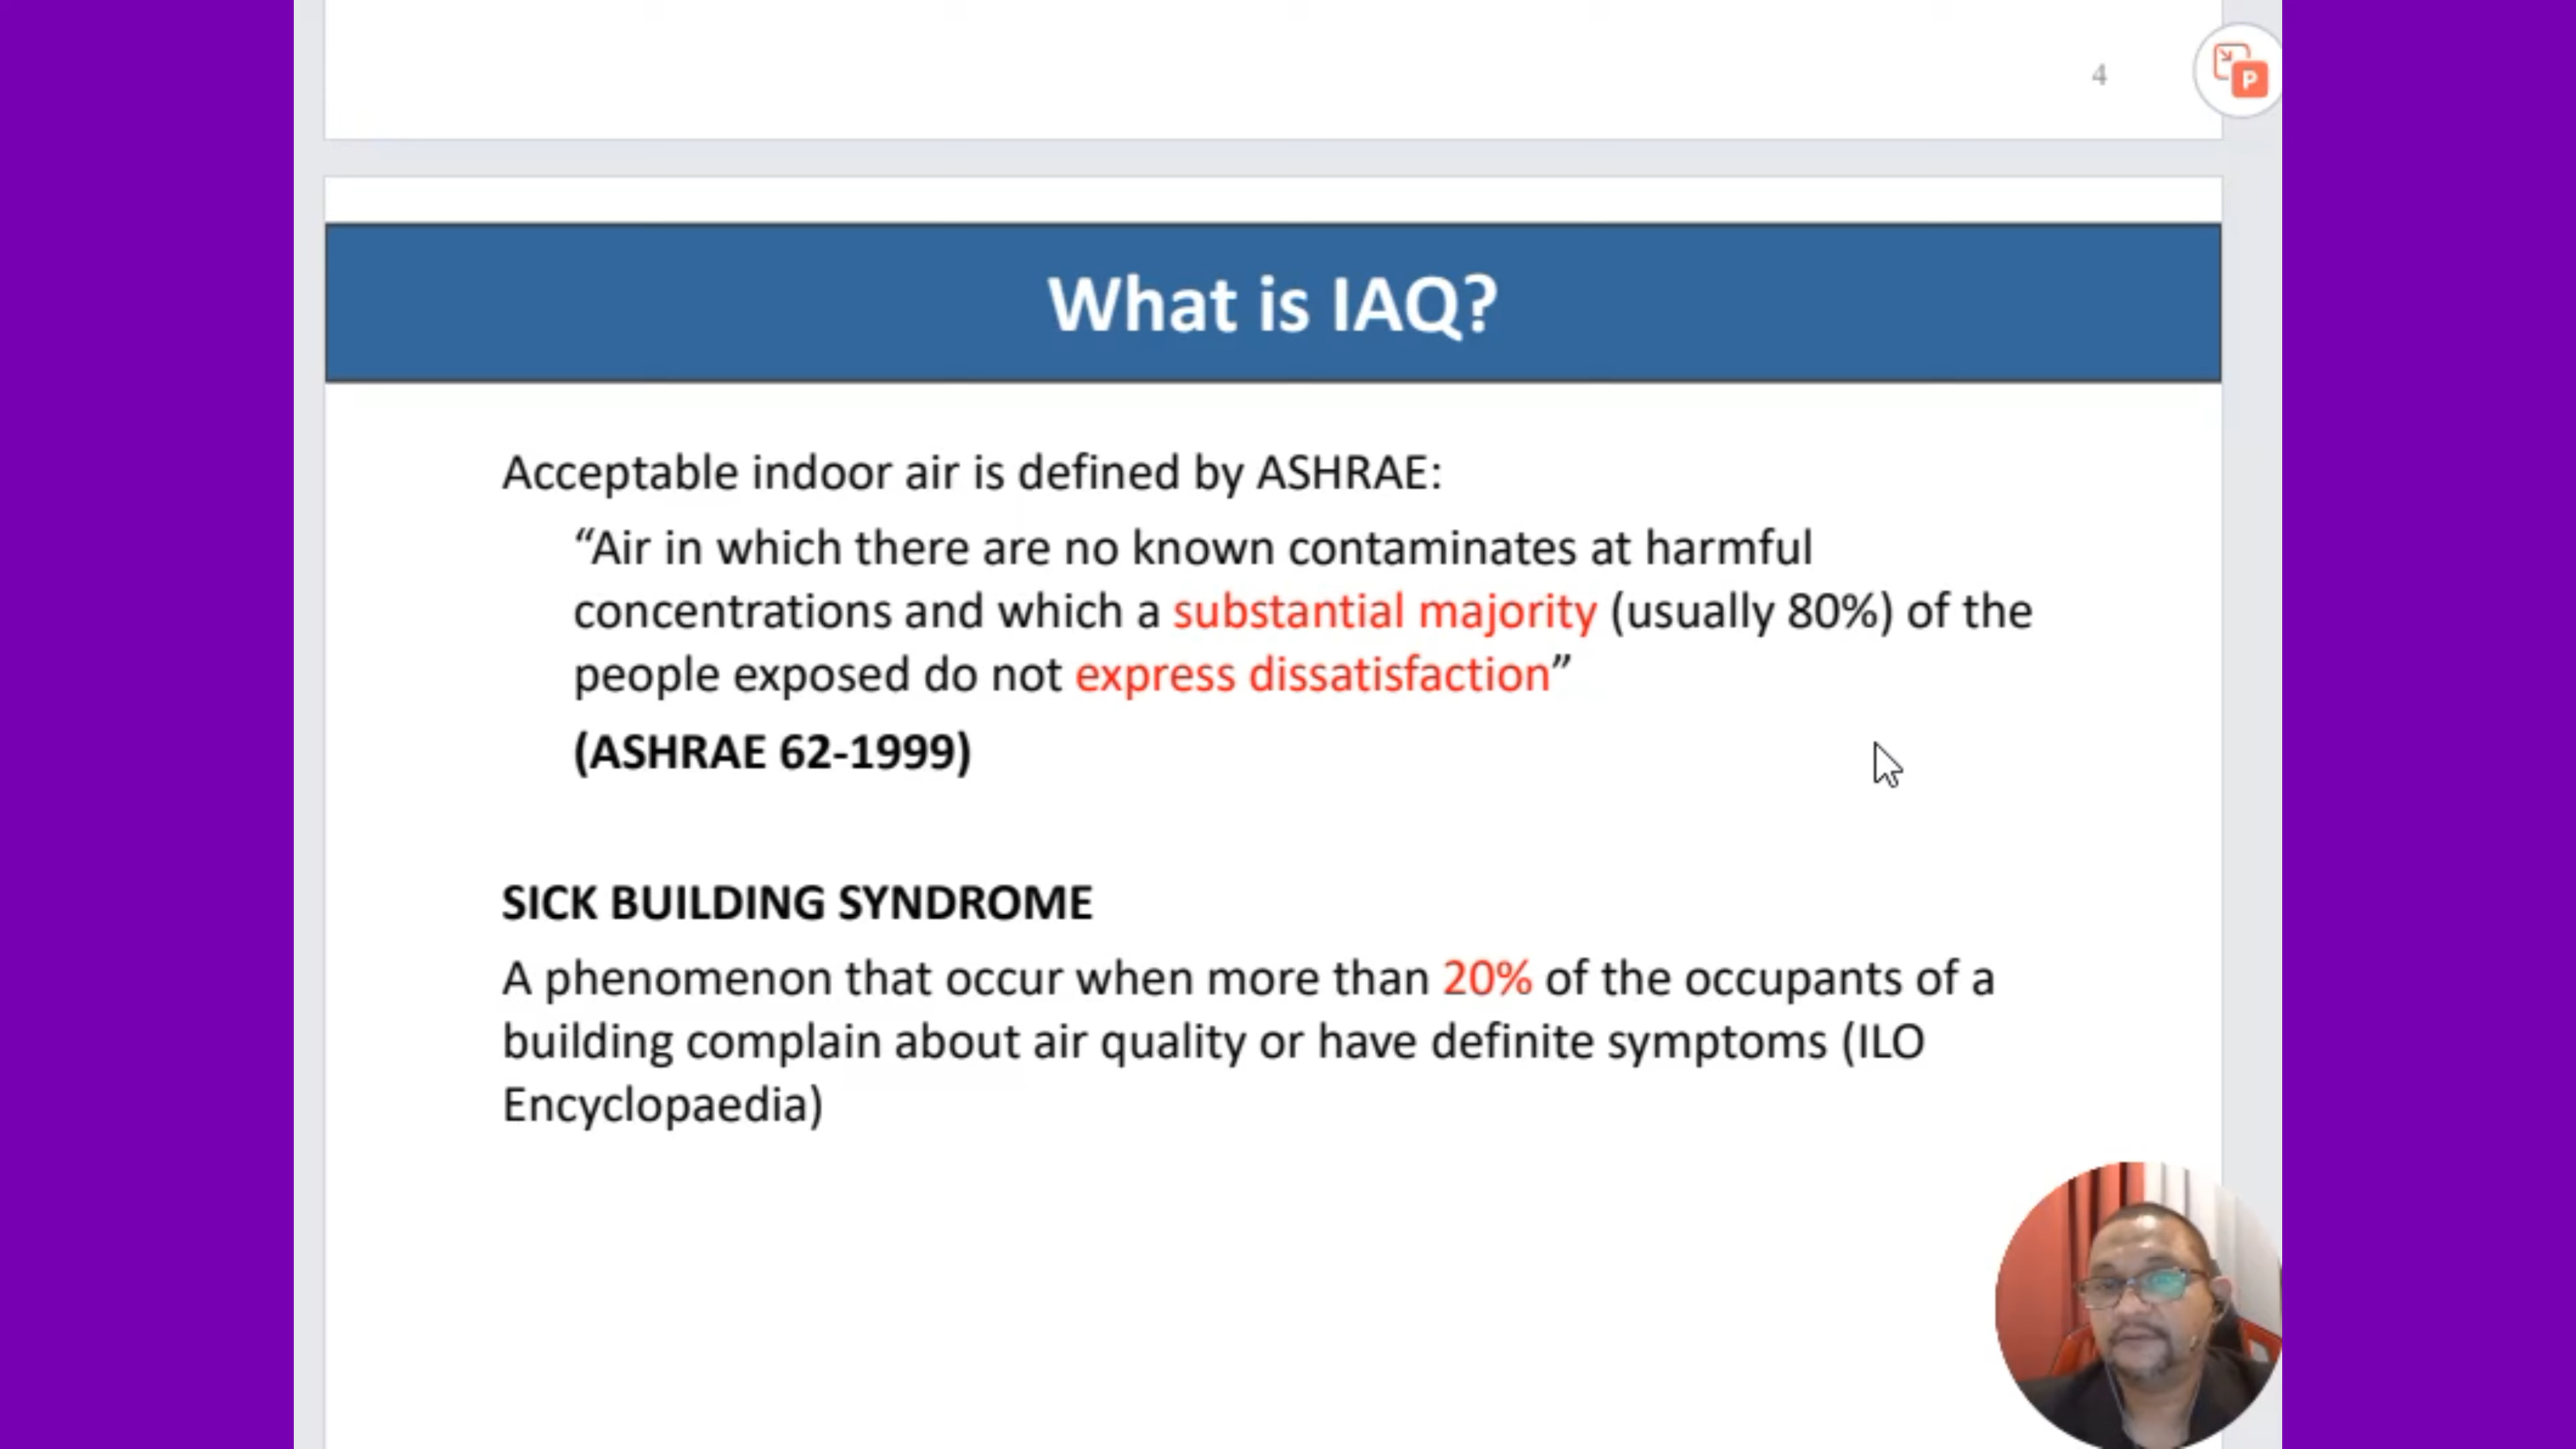 4
P
What is IAQ?
Acceptable indoor air is defined by ASHRAE:
“Air in which there are no known contaminates at harmful
concentrations and which a substantial majority (usually 80%) of the
people exposed do not express dissatisfaction”
(ASHRAE 62-1999)
SICK BUILDING SYNDROME
A phenomenon that occur when more than 20% of the occupants of a
building complain about air quality or have definite symptoms (ILO
Encyclopaedia)